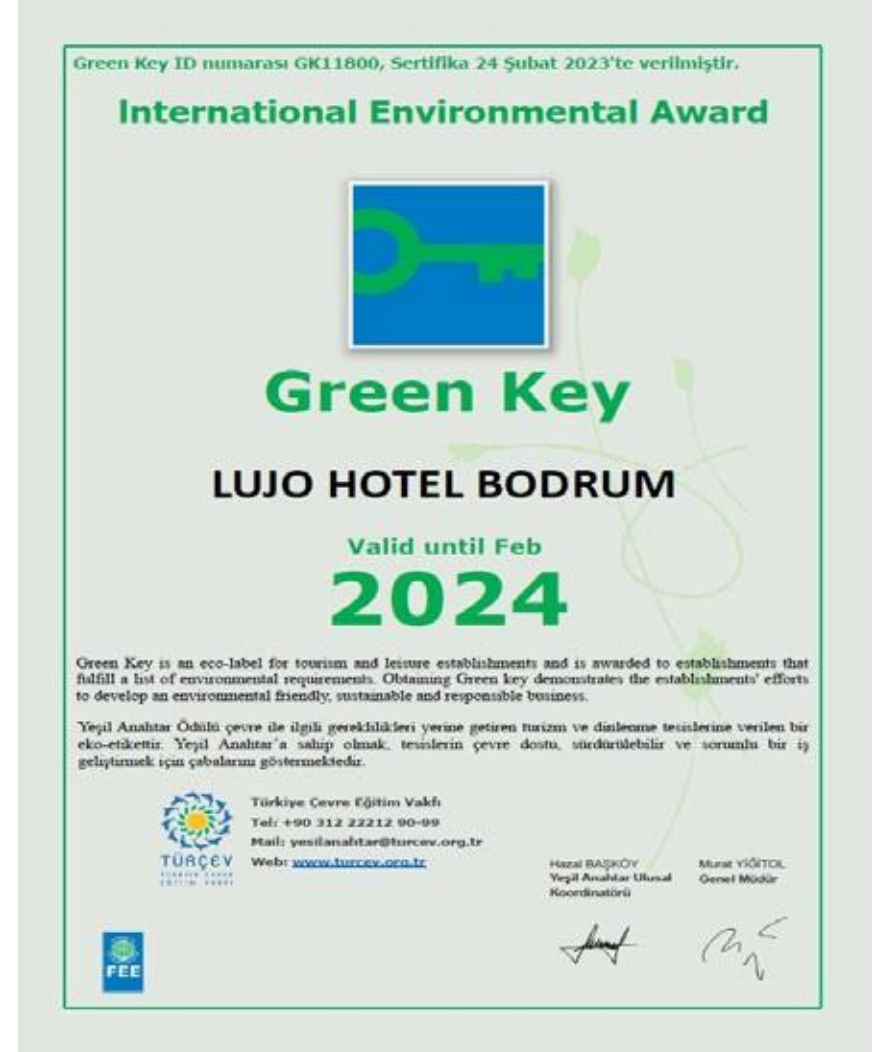 Green Key ID numarası GK11800, Sertifika 24 Şubat 2023'te verilmiştir.
International Environmental Award
Green Key
LUJO HOTEL BODRUM
Valid until Feb
2024
Green Key is an eco-label for tourism and leisure establishments and is awarded to establishments that
fulfill a list of environmental requirements. Obtaining Green key demonstrates the establishments' efforts
to develop an environmental friendly, sustainable and responsible business.
Yeşil Anahtar Ödülü çevre ile ilgili gereklilikleri yerine getiren turizm ve dinlenme tesislerine verilen bir
eko-etikettir. Yeşil Anahtar'a sahip olmak, tesislerin çevre dostu, sürdürülebilir ve sorumlu bir iş
geliştirmek için çabalarını göstermektedir.
Türkiye Çevre Eğitim Vakfı
Tel: +90 312 22212 90-99
Mail: yesilanahtar@turcev.org.tr
Web: www.turcev.org.tr
TÜRÇEV
TÜRKİYE ÇEVRE
EĞİTİM VAKFI
Hazal BAŞKÖY
Yeşil Anahtar Ulusal
Koordinatörü
Murat YİĞİTOL
Genel Müdür
FEE